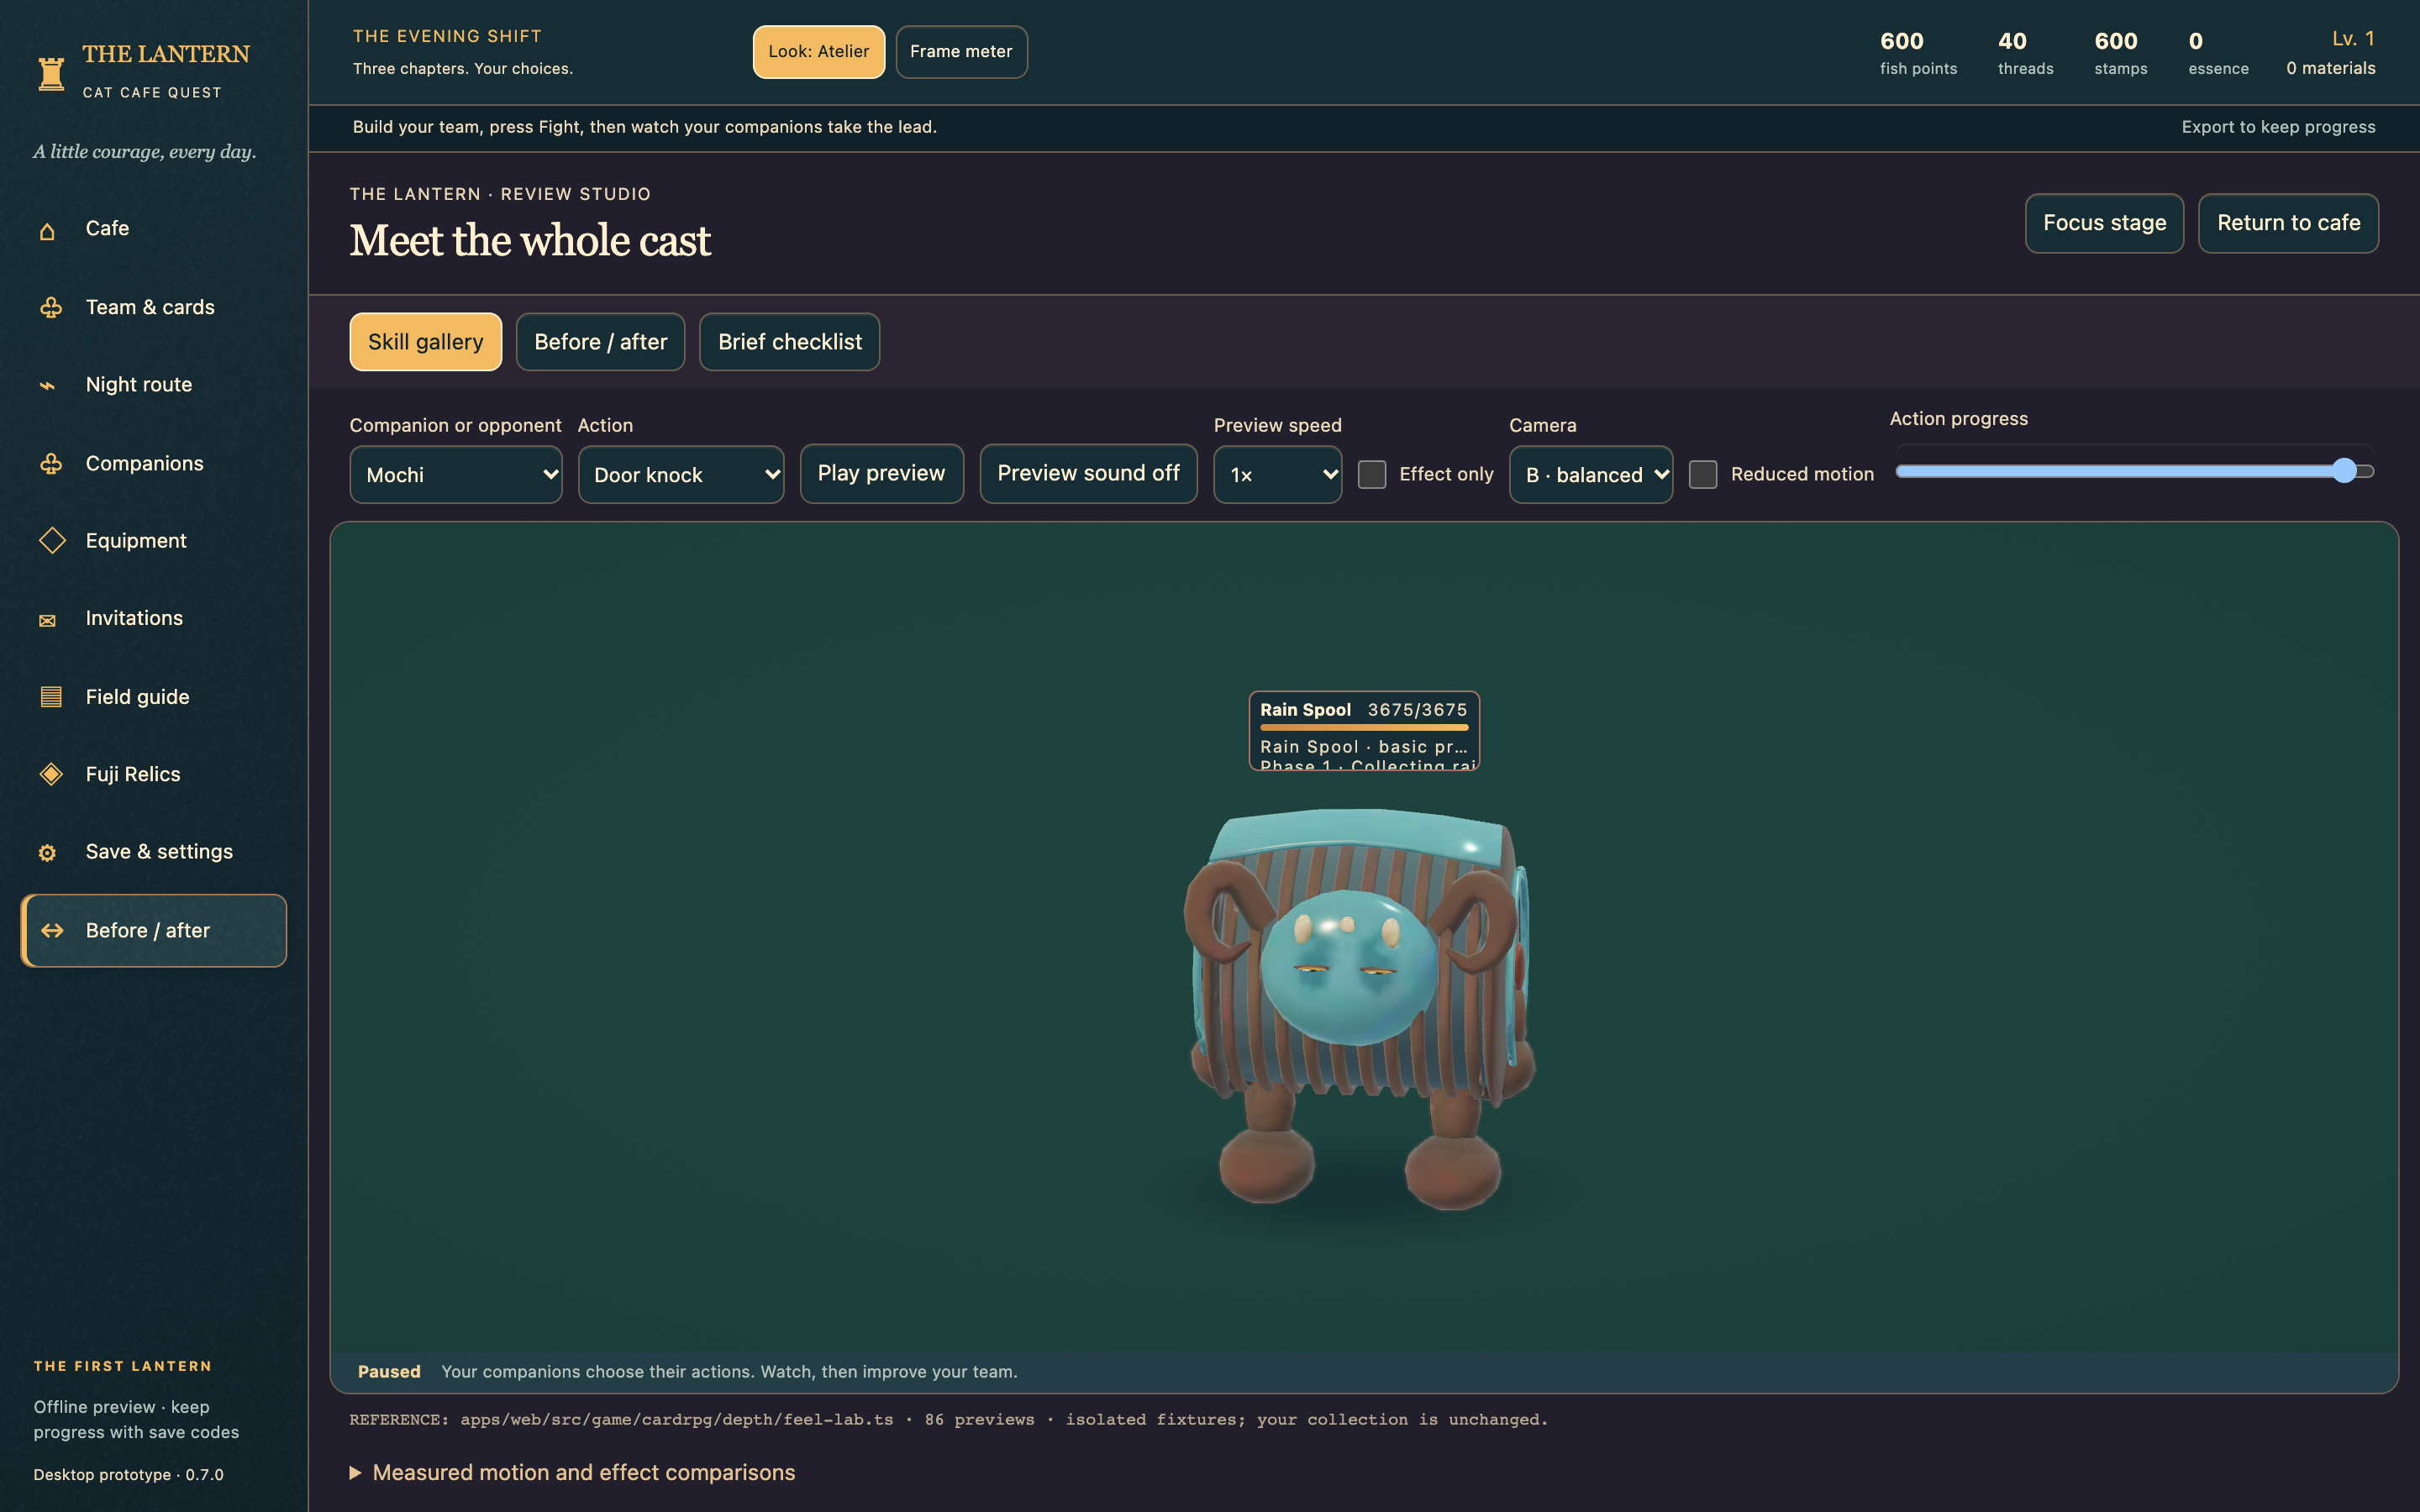 THE LANTERN
CAT CAFE QUEST
A little courage, every day.
Cafe
Team & cards
Night route
Companions
Equipment
Invitations
Field guide
Fuji Relics
Save & settings
Before / after
THE FIRST LANTERN
Offline preview · keep
progress with save codes
Desktop prototype · 0.7.0
THE EVENING SHIFT
Three chapters. Your choices.
Look: Atelier
Frame meter
600 fish points
40 threads
600 stamps
0 essence
Lv. 1
0 materials
Build your team, press Fight, then watch your companions take the lead.
Export to keep progress
THE LANTERN · REVIEW STUDIO
Meet the whole cast
Focus stage
Return to cafe
Skill gallery
Before / after
Brief checklist
Companion or opponent
Mochi
Action
Door knock
Play preview
Preview sound off
Preview speed
1×
Effect only
Camera
B · balanced
Reduced motion
Action progress
Rain Spool 3675/3675
Rain Spool · basic pr…
Phase 1 · Collecting rai
Paused Your companions choose their actions. Watch, then improve your team.
REFERENCE: apps/web/src/game/cardrpg/depth/feel-lab.ts · 86 previews · isolated fixtures; your collection is unchanged.
Measured motion and effect comparisons